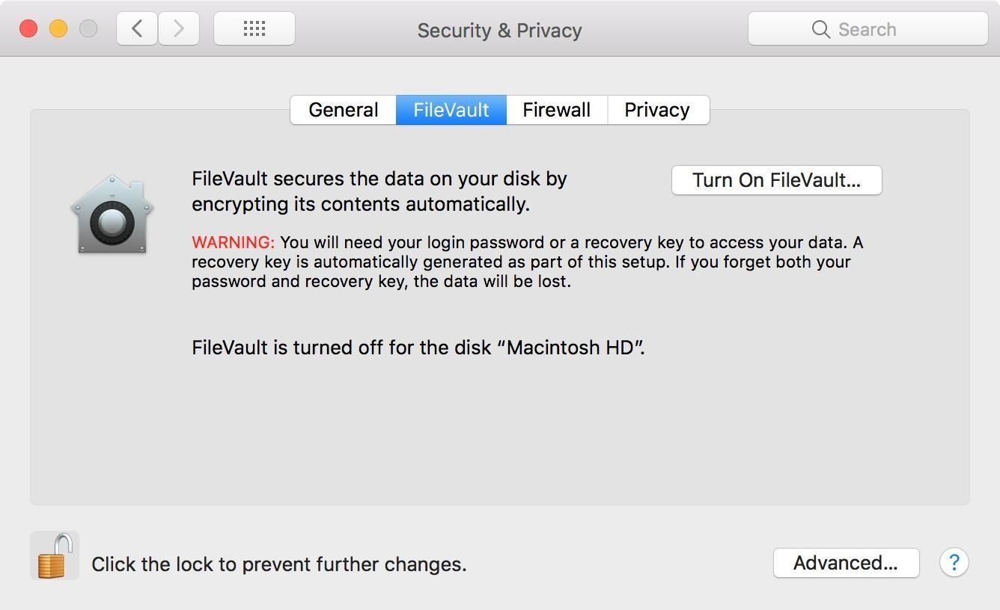 Security & Privacy
Search
General
FileVault
Firewall
Privacy
FileVault secures the data on your disk by
encrypting its contents automatically.
Turn On FileVault...
WARNING: You will need your login password or a recovery key to access your data. A
recovery key is automatically generated as part of this setup. If you forget both your
password and recovery key, the data will be lost.
FileVault is turned off for the disk “Macintosh HD”.
Click the lock to prevent further changes.
Advanced...
?